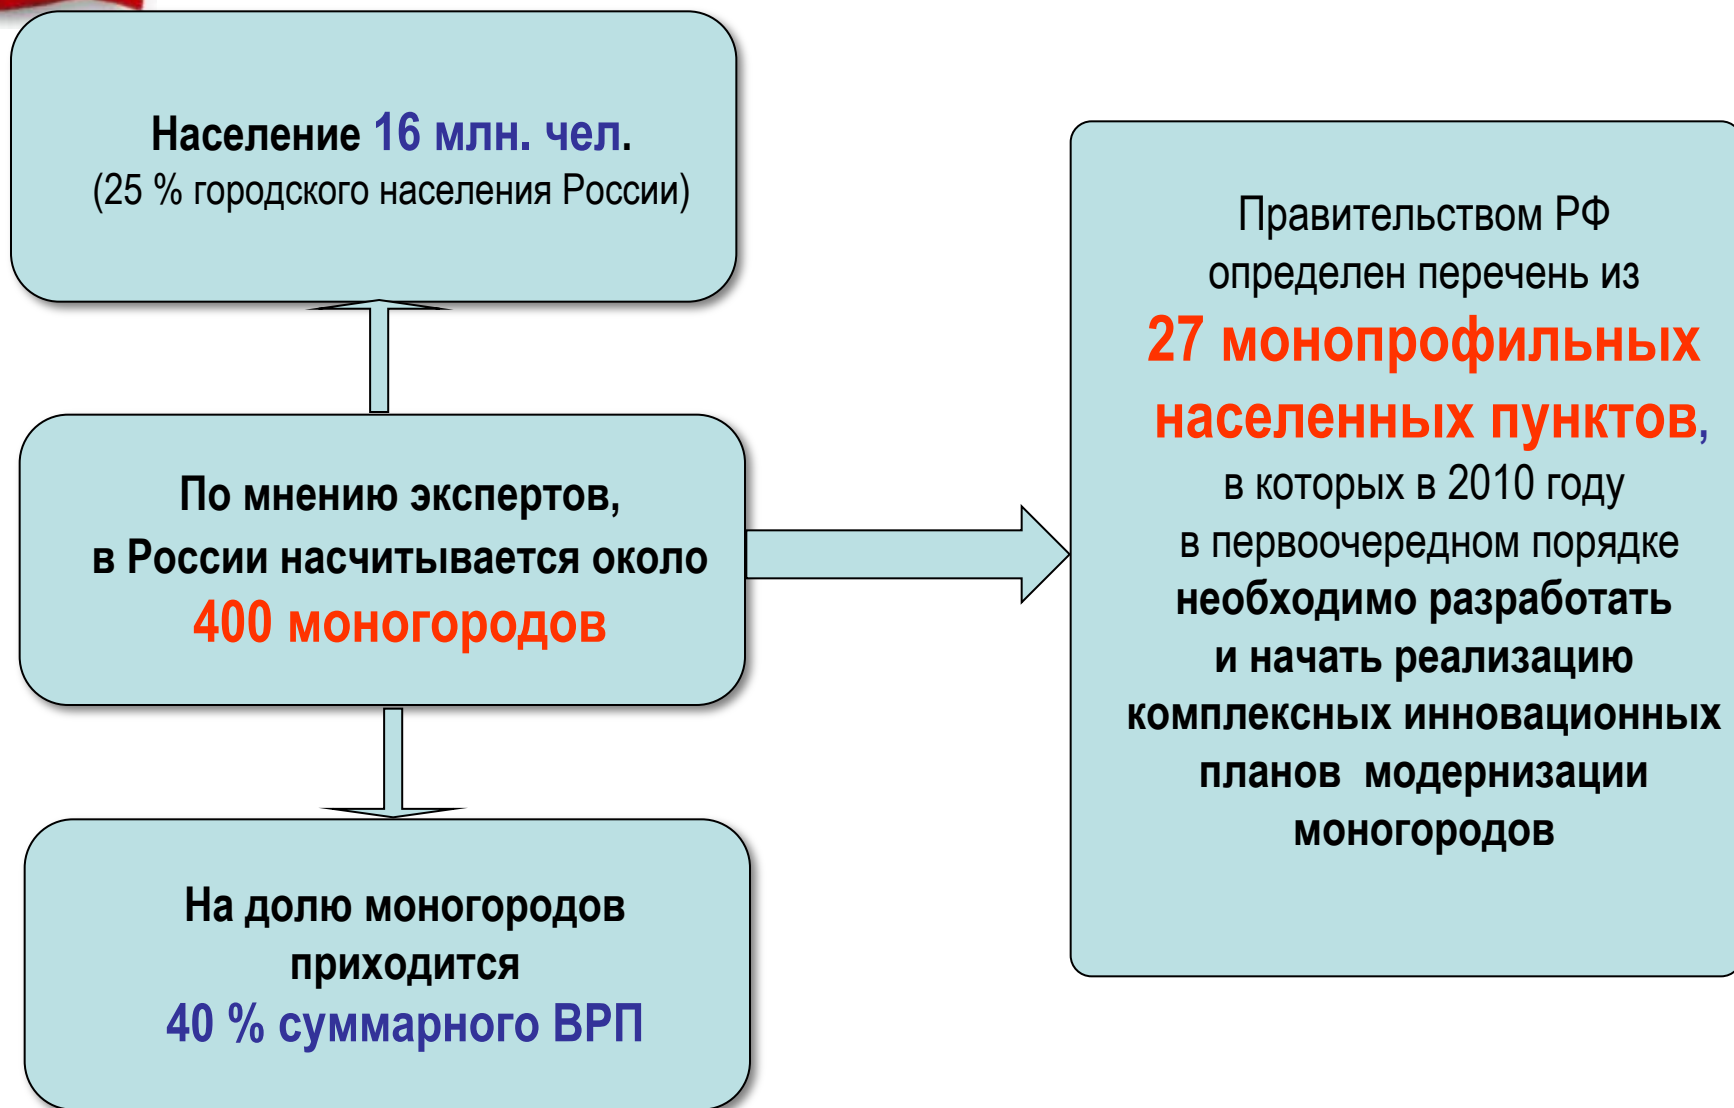 Население 16 млн. чел.
(25 % городского населения России)
По мнению экспертов,
в России насчитывается около
400 моногородов
На долю моногородов
приходится
40 % суммарного ВРП
Правительством РФ
определен перечень из
27 монопрофильных
населенных пунктов,
в которых в 2010 году
в первоочередном порядке
необходимо разработать
и начать реализацию
комплексных инновационных
планов модернизации
моногородов